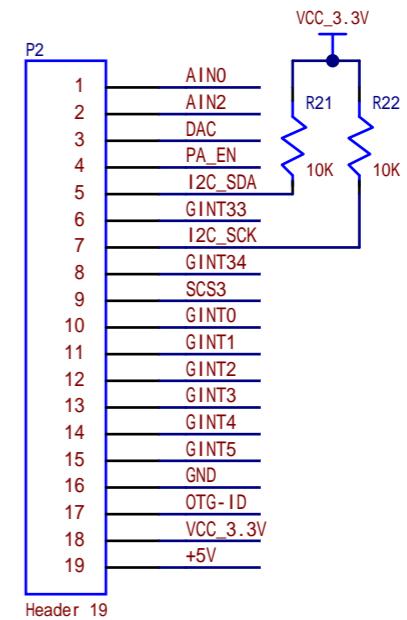 VCC_3.3V
P2
R21
R22
10K
10K
1 AIN0
2 AIN2
3 DAC
4 PA_EN
5 I2C_SDA
6 GINT33
7 I2C_SCK
8 GINT34
9 SCS3
10 GINT0
11 GINT1
12 GINT2
13 GINT3
14 GINT4
15 GINT5
16 GND
17 OTG-ID
18 VCC_3.3V
19 +5V
Header 19